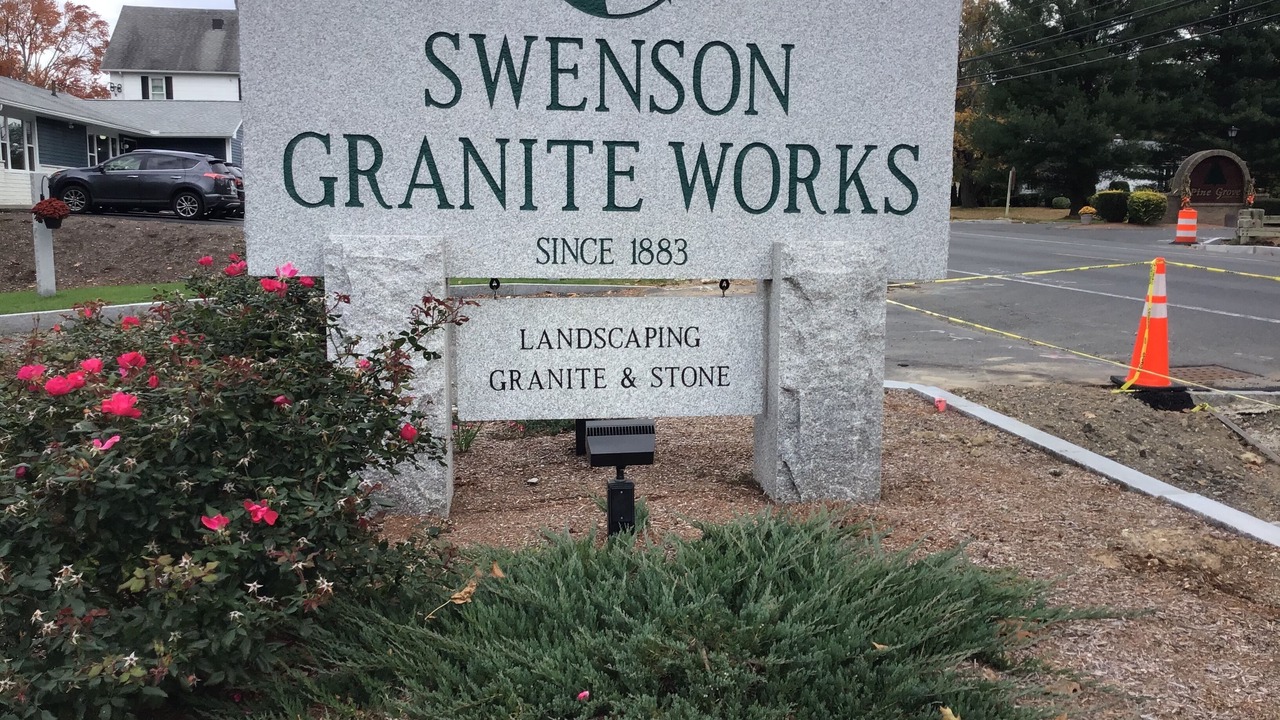 SWENSON
GRANITE WORKS
SINCE 1883
LANDSCAPING
GRANITE & STONE
Pine Grove